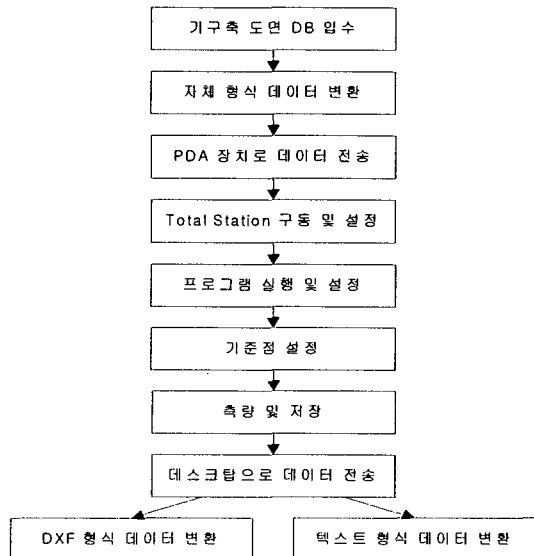 기구축 도면 DB 입수
자체 형식 데이터 변환
PDA 장치로 데이터 전송
Total Station 구동 및 설정
프로그램 실행 및 설정
기준점 설정
측량 및 저장
데스크탑으로 데이터 전송
DXF 형식 데이터 변환
텍스트 형식 데이터 변환